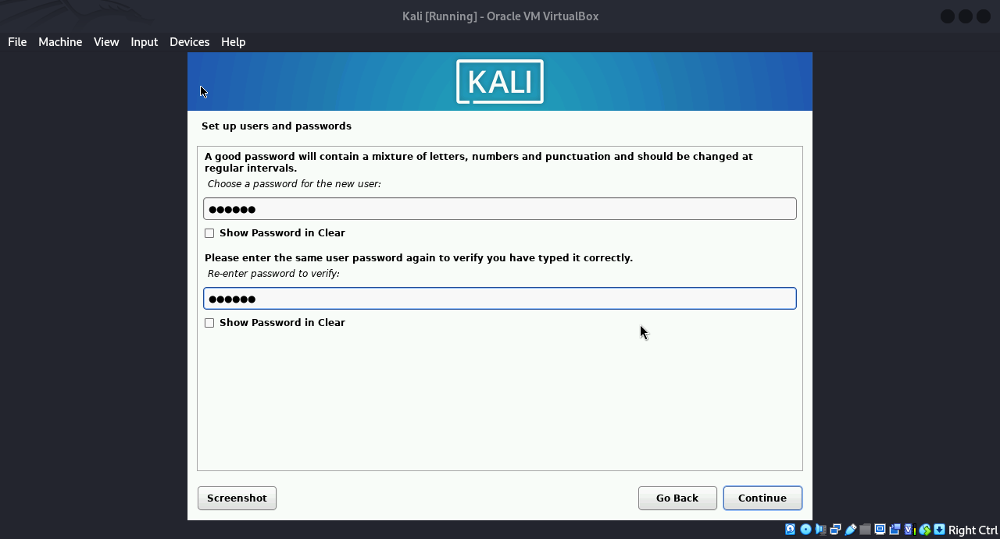 Kali [Running] - Oracle VM VirtualBox
File Machine View Input Devices Help
KALI
Set up users and passwords
A good password will contain a mixture of letters, numbers and punctuation and should be changed at
regular intervals.
Choose a password for the new user:
●●●●●●
Show Password in Clear
Please enter the same user password again to verify you have typed it correctly.
Re-enter password to verify:
●●●●●●
Show Password in Clear
Screenshot Go Back Continue
Right Ctrl